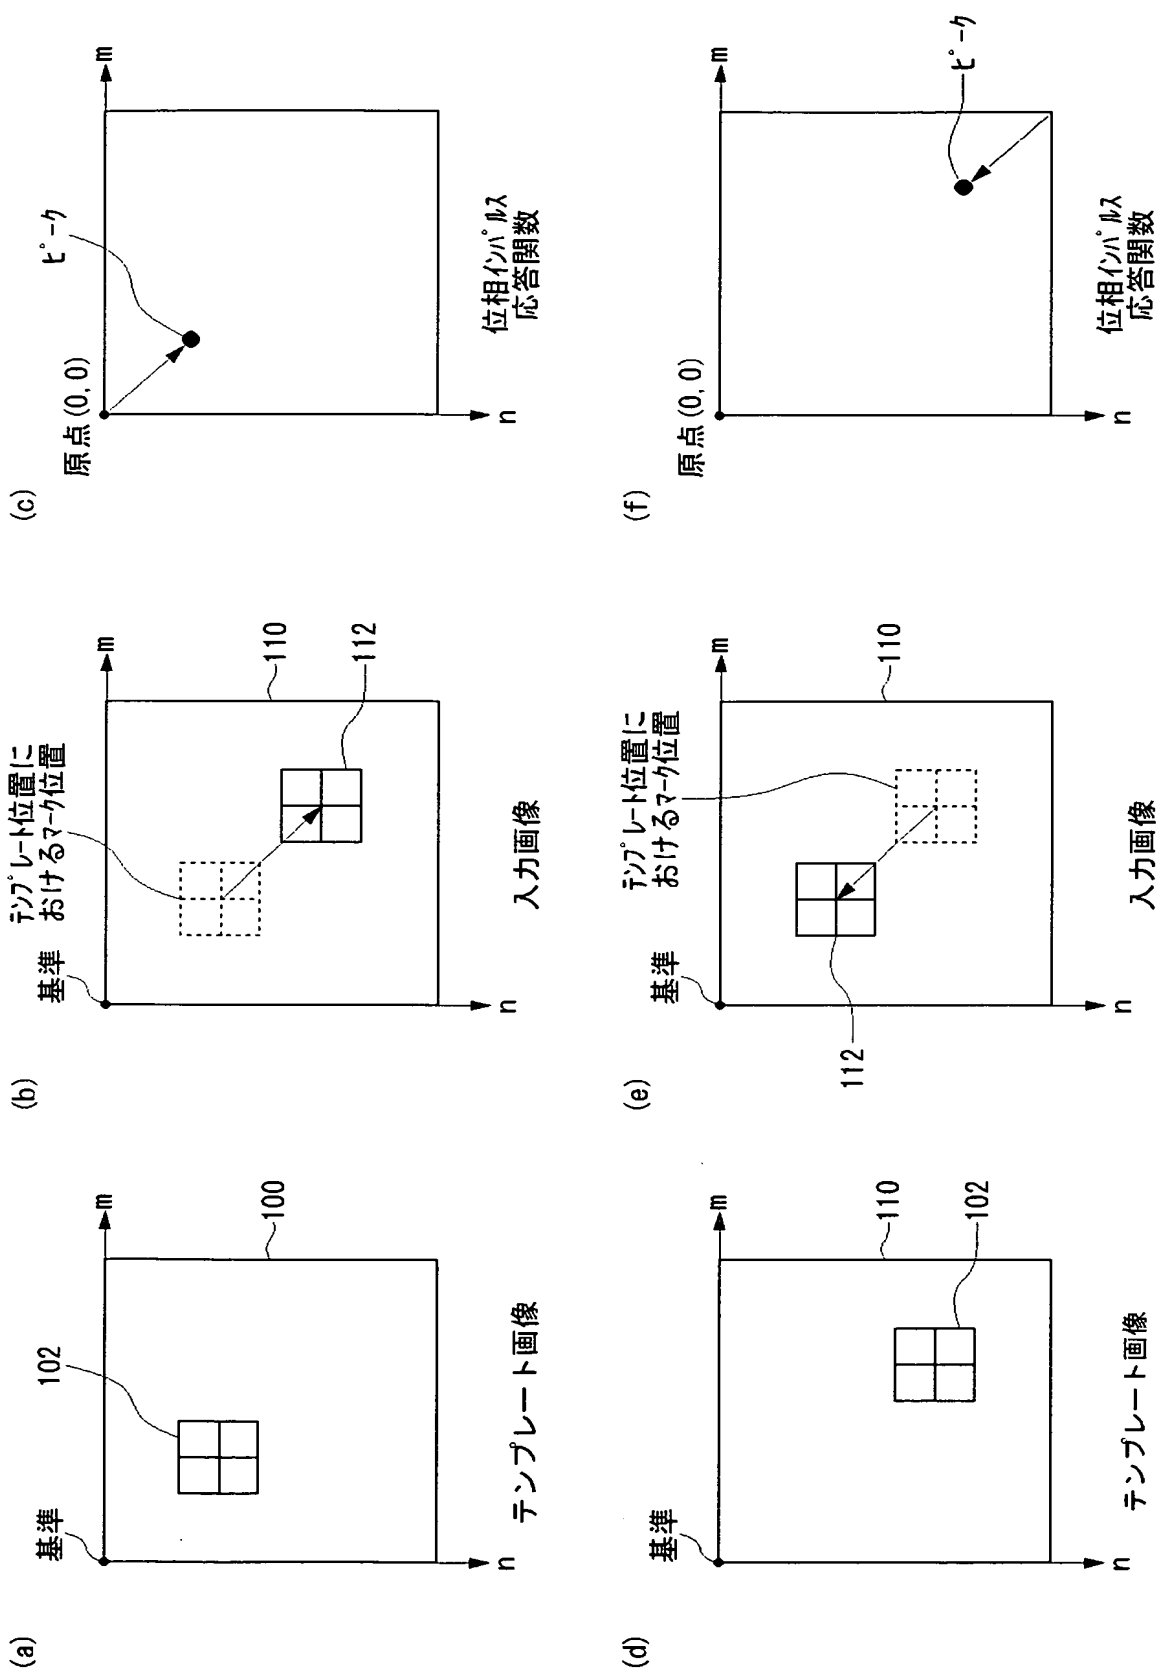 (a)
基準
102
m
100
n
テンプレート画像
(b)
基準
テンプレート位置に
おけるマーク位置
m
110
112
n
入力画像
(c)
原点(0,0)
ピーク
m
n
位相インパルス
応答関数
(d)
基準
m
110
102
n
テンプレート画像
(e)
基準
テンプレート位置に
おけるマーク位置
m
110
112
n
入力画像
(f)
原点(0,0)
m
ピーク
n
位相インパルス
応答関数